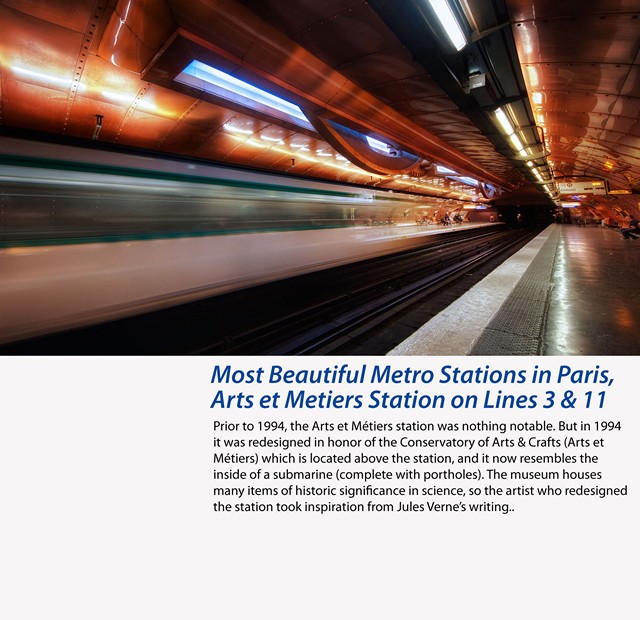 Most Beautiful Metro Stations in Paris,
Arts et Metiers Station on Lines 3 & 11
Prior to 1994, the Arts et Métiers station was nothing notable. But in 1994
it was redesigned in honor of the Conservatory of Arts & Crafts (Arts et
Métiers) which is located above the station, and it now resembles the
inside of a submarine (complete with portholes). The museum houses
many items of historic significance in science, so the artist who redesigned
the station took inspiration from Jules Verne's writing..